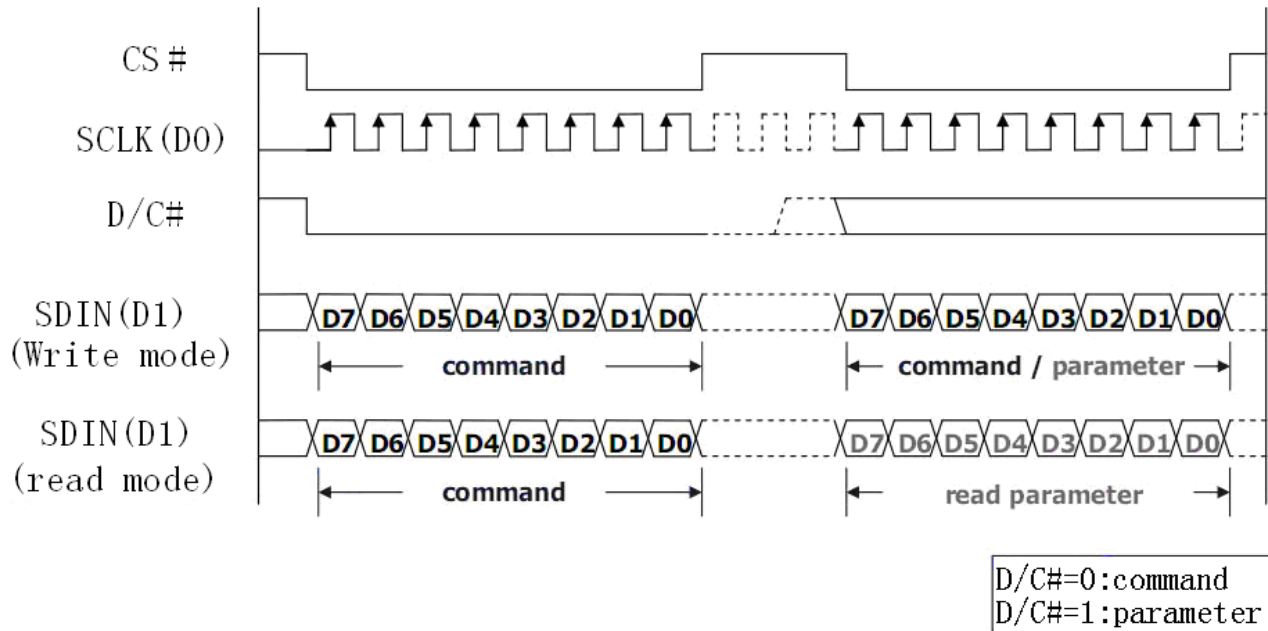 CS#
SCLK(D0)
D/C#
SDIN(D1)
(Write mode)
D7 D6 D5 D4 D3 D2 D1 D0
D7 D6 D5 D4 D3 D2 D1 D0
command
command / parameter
SDIN(D1)
(read mode)
D7 D6 D5 D4 D3 D2 D1 D0
D7 D6 D5 D4 D3 D2 D1 D0
command
read parameter
D/C#=0:command
D/C#=1:parameter